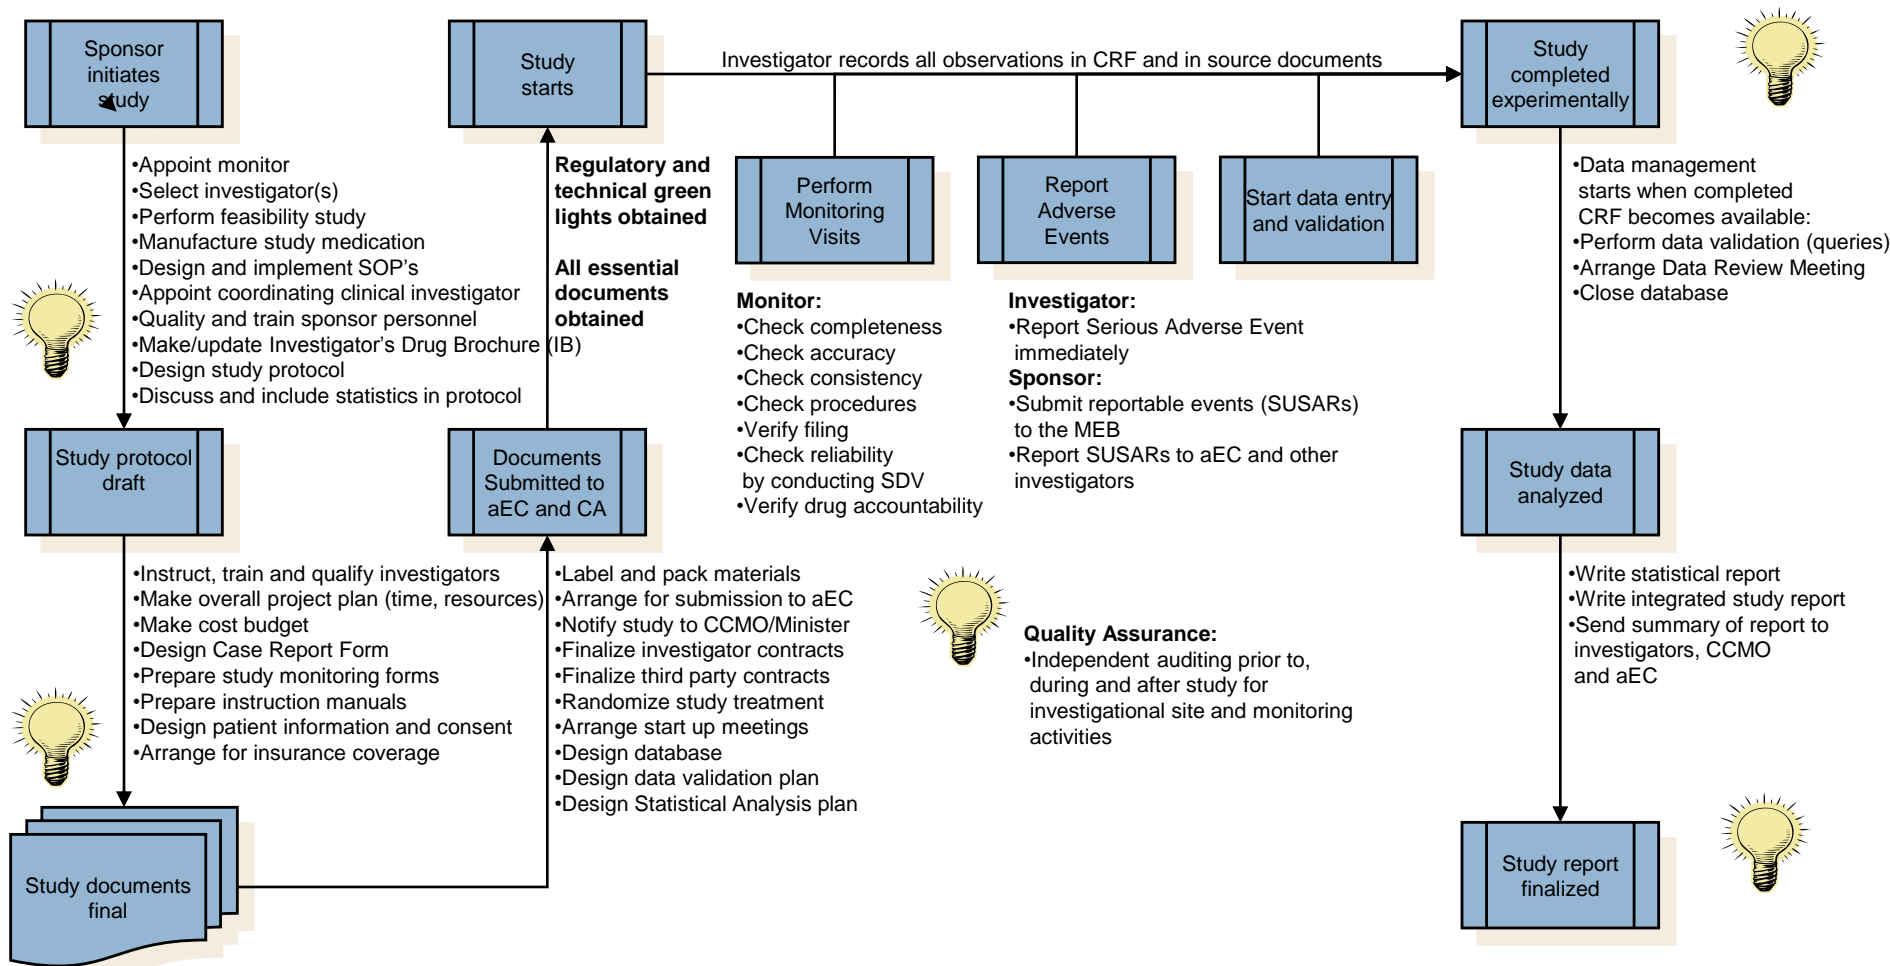 Sponsor
initiates
study
•Appoint monitor
•Select investigator(s)
•Perform feasibility study
•Manufacture study medication
•Design and implement SOP's
•Appoint coordinating clinical investigator
•Quality and train sponsor personnel
•Make/update Investigator's Drug Brochure (IB)
•Design study protocol
•Discuss and include statistics in protocol
Study protocol
draft
•Instruct, train and qualify investigators
•Make overall project plan (time, resources)
•Make cost budget
•Design Case Report Form
•Prepare study monitoring forms
•Prepare instruction manuals
•Design patient information and consent
•Arrange for insurance coverage
Study documents
final
•Label and pack materials
•Arrange for submission to aEC
•Notify study to CCMO/Minister
•Finalize investigator contracts
•Finalize third party contracts
•Randomize study treatment
•Arrange start up meetings
•Design database
•Design data validation plan
•Design Statistical Analysis plan
Documents
Submitted to
aEC and CA
Regulatory and
technical green
lights obtained
All essential
documents
obtained
Study
starts
Investigator records all observations in CRF and in source documents
Perform
Monitoring
Visits
Monitor:
•Check completeness
•Check accuracy
•Check consistency
•Check procedures
•Verify filing
•Check reliability
by conducting SDV
•Verify drug accountability
Report
Adverse
Events
Investigator:
•Report Serious Adverse Event
immediately
Sponsor:
•Submit reportable events (SUSARs)
to the MEB
•Report SUSARs to aEC and other
investigators
Start data entry
and validation
Quality Assurance:
•Independent auditing prior to,
during and after study for
investigational site and monitoring
activities
Study
completed
experimentally
•Data management
starts when completed
CRF becomes available:
•Perform data validation (queries)
•Arrange Data Review Meeting
•Close database
Study data
analyzed
•Write statistical report
•Write integrated study report
•Send summary of report to
investigators, CCMO
and aEC
Study report
finalized